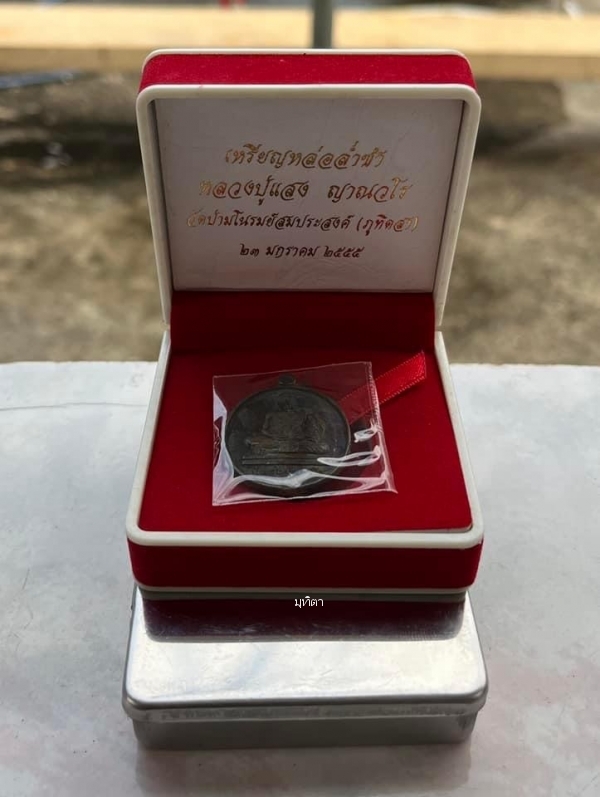 เหรียญหล่อล่ำซำ
หลวงปู่แสง ญาณวโร
วัดป่ามโนรมย์สมประสงค์ (ภูทิดสา)
๒๓ มกราคม ๒๕๕๕
มุทิตา